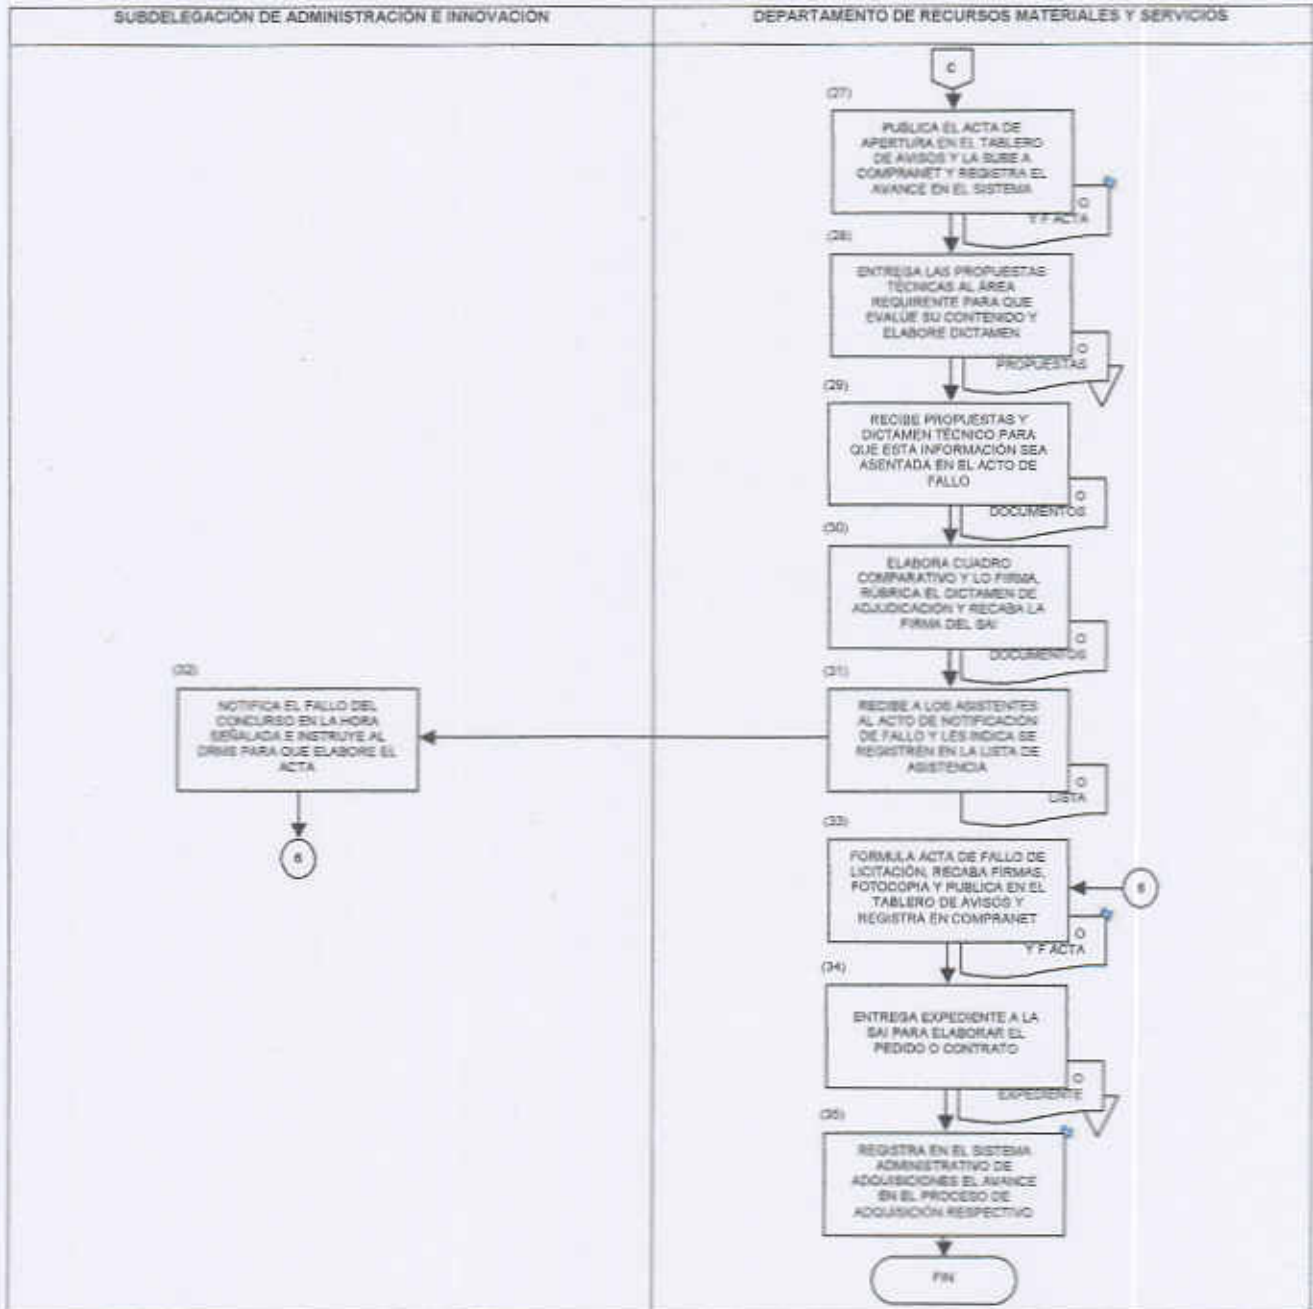 SUBDELEGACIÓN DE ADMINISTRACIÓN E INNOVACIÓN
DEPARTAMENTO DE RECURSOS MATERIALES Y SERVICIOS
C
(27)
PUBLICA EL ACTA DE
APERTURA EN EL TABLERO
DE AVISOS Y LA SUBE A
COMPRANET Y REGISTRA EL
AVANCE EN EL SISTEMA
O
Y F ACTA
(28)
ENTREGA LAS PROPUESTAS
TÉCNICAS AL ÁREA
REQUIRENTE PARA QUE
EVALÚE SU CONTENIDO Y
ELABORE DICTAMEN
O
PROPUESTAS
(29)
RECIBE PROPUESTAS Y
DICTAMEN TÉCNICO PARA
QUE ESTA INFORMACIÓN SEA
ASENTADA EN EL ACTO DE
FALLO
O
DOCUMENTOS
(30)
ELABORA CUADRO
COMPARATIVO Y LO FIRMA,
RÚBRICA EL DICTAMEN DE
ADJUDICACIÓN Y RECABA LA
FIRMA DEL SAI
O
DOCUMENTOS
(31)
RECIBE A LOS ASISTENTES
AL ACTO DE NOTIFICACIÓN
DE FALLO Y LES INDICA SE
REGISTREN EN LA LISTA DE
ASISTENCIA
O
LISTA
(32)
NOTIFICA EL FALLO DEL
CONCURSO EN LA HORA
SEÑALADA E INSTRUYE AL
DRMS PARA QUE ELABORE EL
ACTA
6
(33)
FORMULA ACTA DE FALLO DE
LICITACIÓN, RECABA FIRMAS,
FOTOCOPIA Y PUBLICA EN EL
TABLERO DE AVISOS Y
REGISTRA EN COMPRANET
6
O
Y F ACTA
(34)
ENTREGA EXPEDIENTE A LA
SAI PARA ELABORAR EL
PEDIDO O CONTRATO
O
EXPEDIENTE
(35)
REGISTRA EN EL SISTEMA
ADMINISTRATIVO DE
ADQUISICIONES EL AVANCE
EN EL PROCESO DE
ADQUISICIÓN RESPECTIVO
FIN